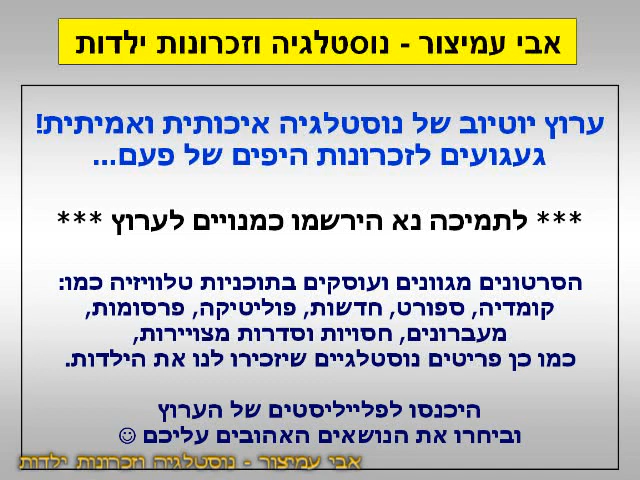 אבי עמיצור - נוסטלגיה וזכרונות ילדות
ערוץ יוטיוב של נוסטלגיה איכותית ואמיתית!
געגועים לזכרונות היפים של פעם...
*** לתמיכה נא הירשמו כמנויים לערוץ ***
הסרטונים מגוונים ועוסקים בתוכניות טלוויזיה כמו:
קומדיה, ספורט, חדשות, פוליטיקה, פרסומות,
מעברונים, חסויות וסדרות מצויירות,
כמו כן פריטים נוסטלגיים שיזכירו לנו את הילדות.
היכנסו לפלייליסטים של הערוץ
וביחרו את הנושאים האהובים עליכם ☺
אבי עמיצור - נוסטלגיה וזכרונות ילדות